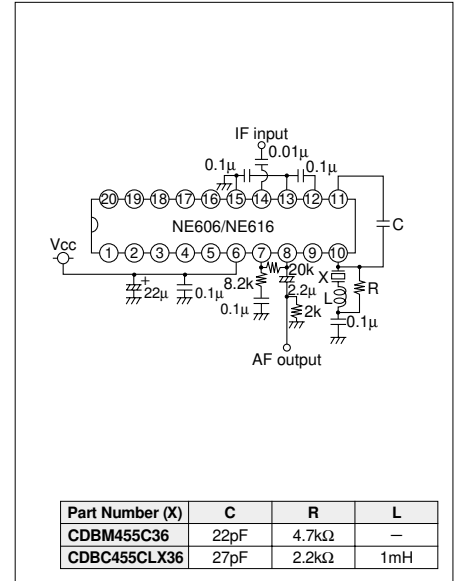 IF input
0.01μ
0.1μ 0.1μ
20 19 18 17 16 15 14 13 12 11
NE606/NE616
C
1 2 3 4 5 6 7 8 9 10
Vcc
+
22μ
0.1μ
8.2k
20k
2.2μ
0.1μ
2k
X
L
R
0.1μ
AF output
Part Number (X) C R L
CDBM455C36 22pF 4.7kΩ –
CDBC455CLX36 27pF 2.2kΩ 1mH